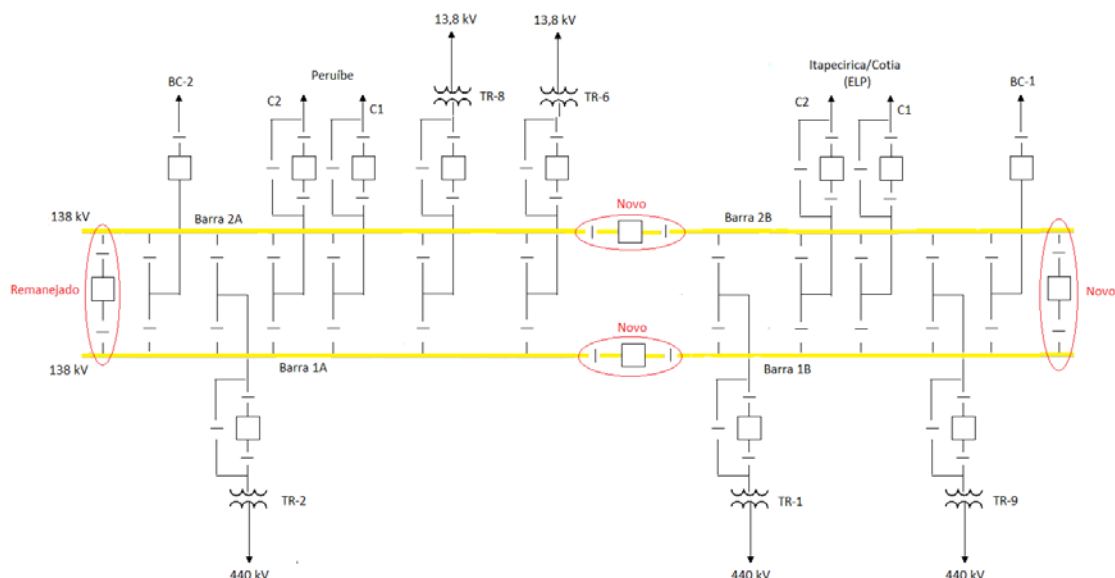 13,8 kV
13,8 kV
BC-2
Peruíbe
C2
C1
TR-8
TR-6
Itapecirica/Cotia
(ELP)
C2
C1
BC-1
138 kV
Barra 2A
Novo
Barra 2B
Remanejado
Novo
Novo
138 kV
Barra 1A
Barra 1B
TR-2
TR-1
TR-9
440 kV
440 kV
440 kV